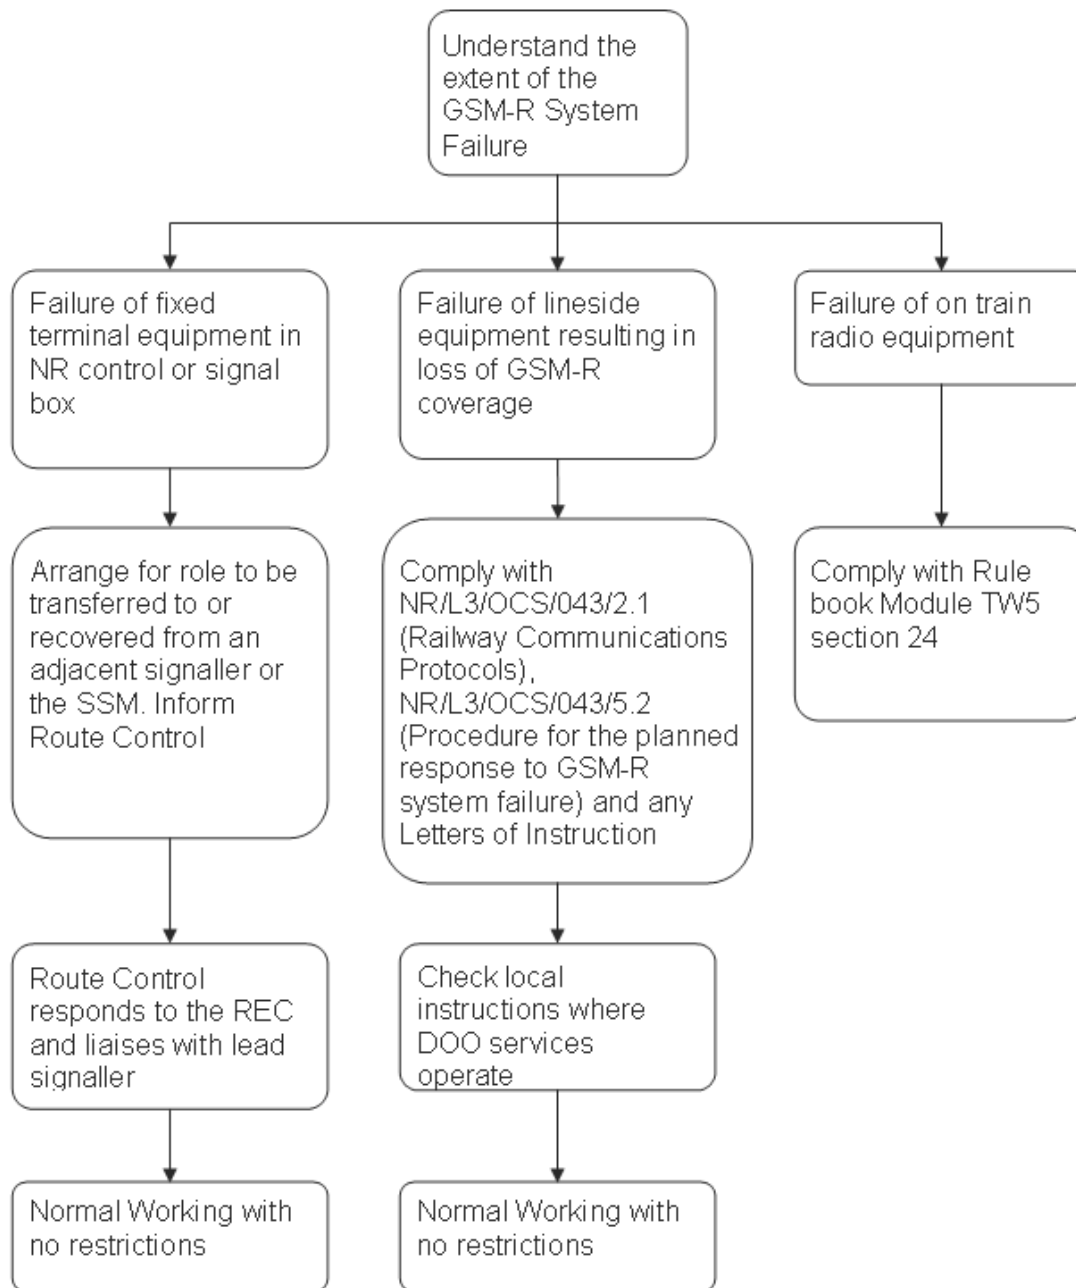 Understand the
extent of the
GSM-R System
Failure
Failure of fixed
terminal equipment in
NR control or signal
box
Failure of lineside
equipment resulting in
loss of GSM-R
coverage
Failure of on train
radio equipment
Arrange for role to be
transferred to or
recovered from an
adjacent signaller or
the SSM. Inform
Route Control
Comply with
NR/L3/OCS/043/2.1
(Railway Communications
Protocols),
NR/L3/OCS/043/5.2
(Procedure for the planned
response to GSM-R
system failure) and any
Letters of Instruction
Comply with Rule
book Module TW5
section 24
Route Control
responds to the REC
and liaises with lead
signaller
Check local
instructions where
DOO services
operate
Normal Working with
no restrictions
Normal Working with
no restrictions